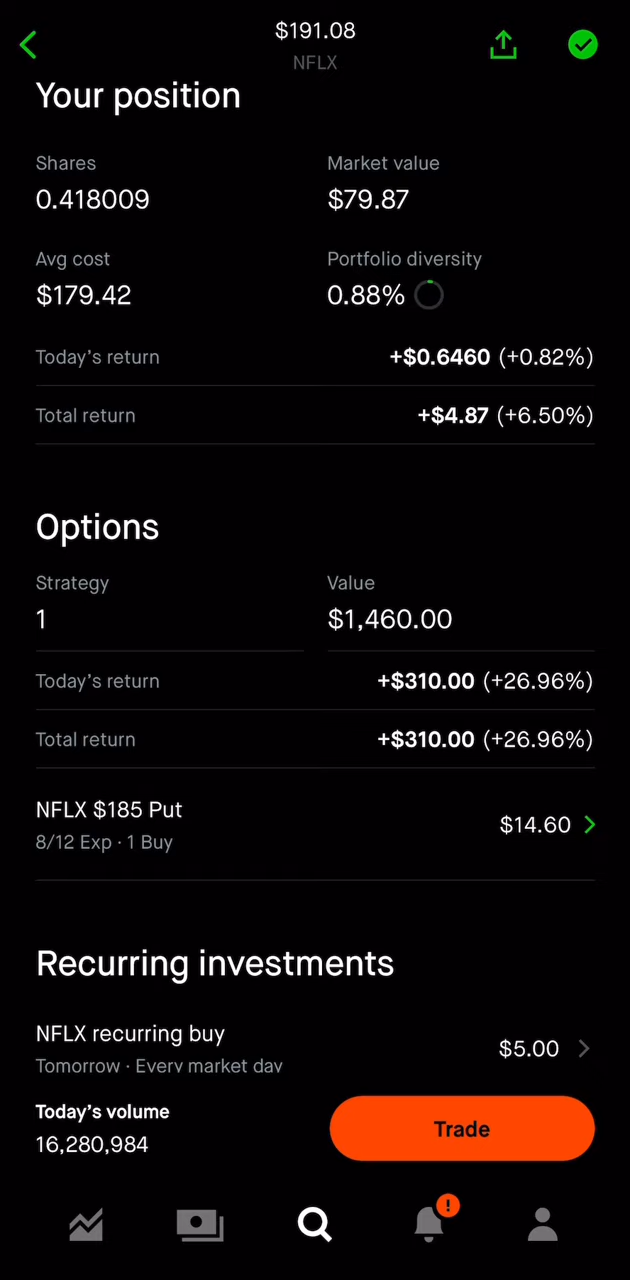 $191.08
NFLX
Your position
Shares
Market value
0.418009
$79.87
Avg cost
Portfolio diversity
$179.42
0.88%
Today's return
+$0.6460 (+0.82%)
Total return
+$4.87 (+6.50%)
Options
Strategy
Value
1
$1,460.00
Today's return
+$310.00 (+26.96%)
Total return
+$310.00 (+26.96%)
NFLX $185 Put
8/12 Exp · 1 Buy
$14.60
Recurring investments
NFLX recurring buy
Tomorrow · Every market day
$5.00
Today's volume
16,280,984
Trade
!